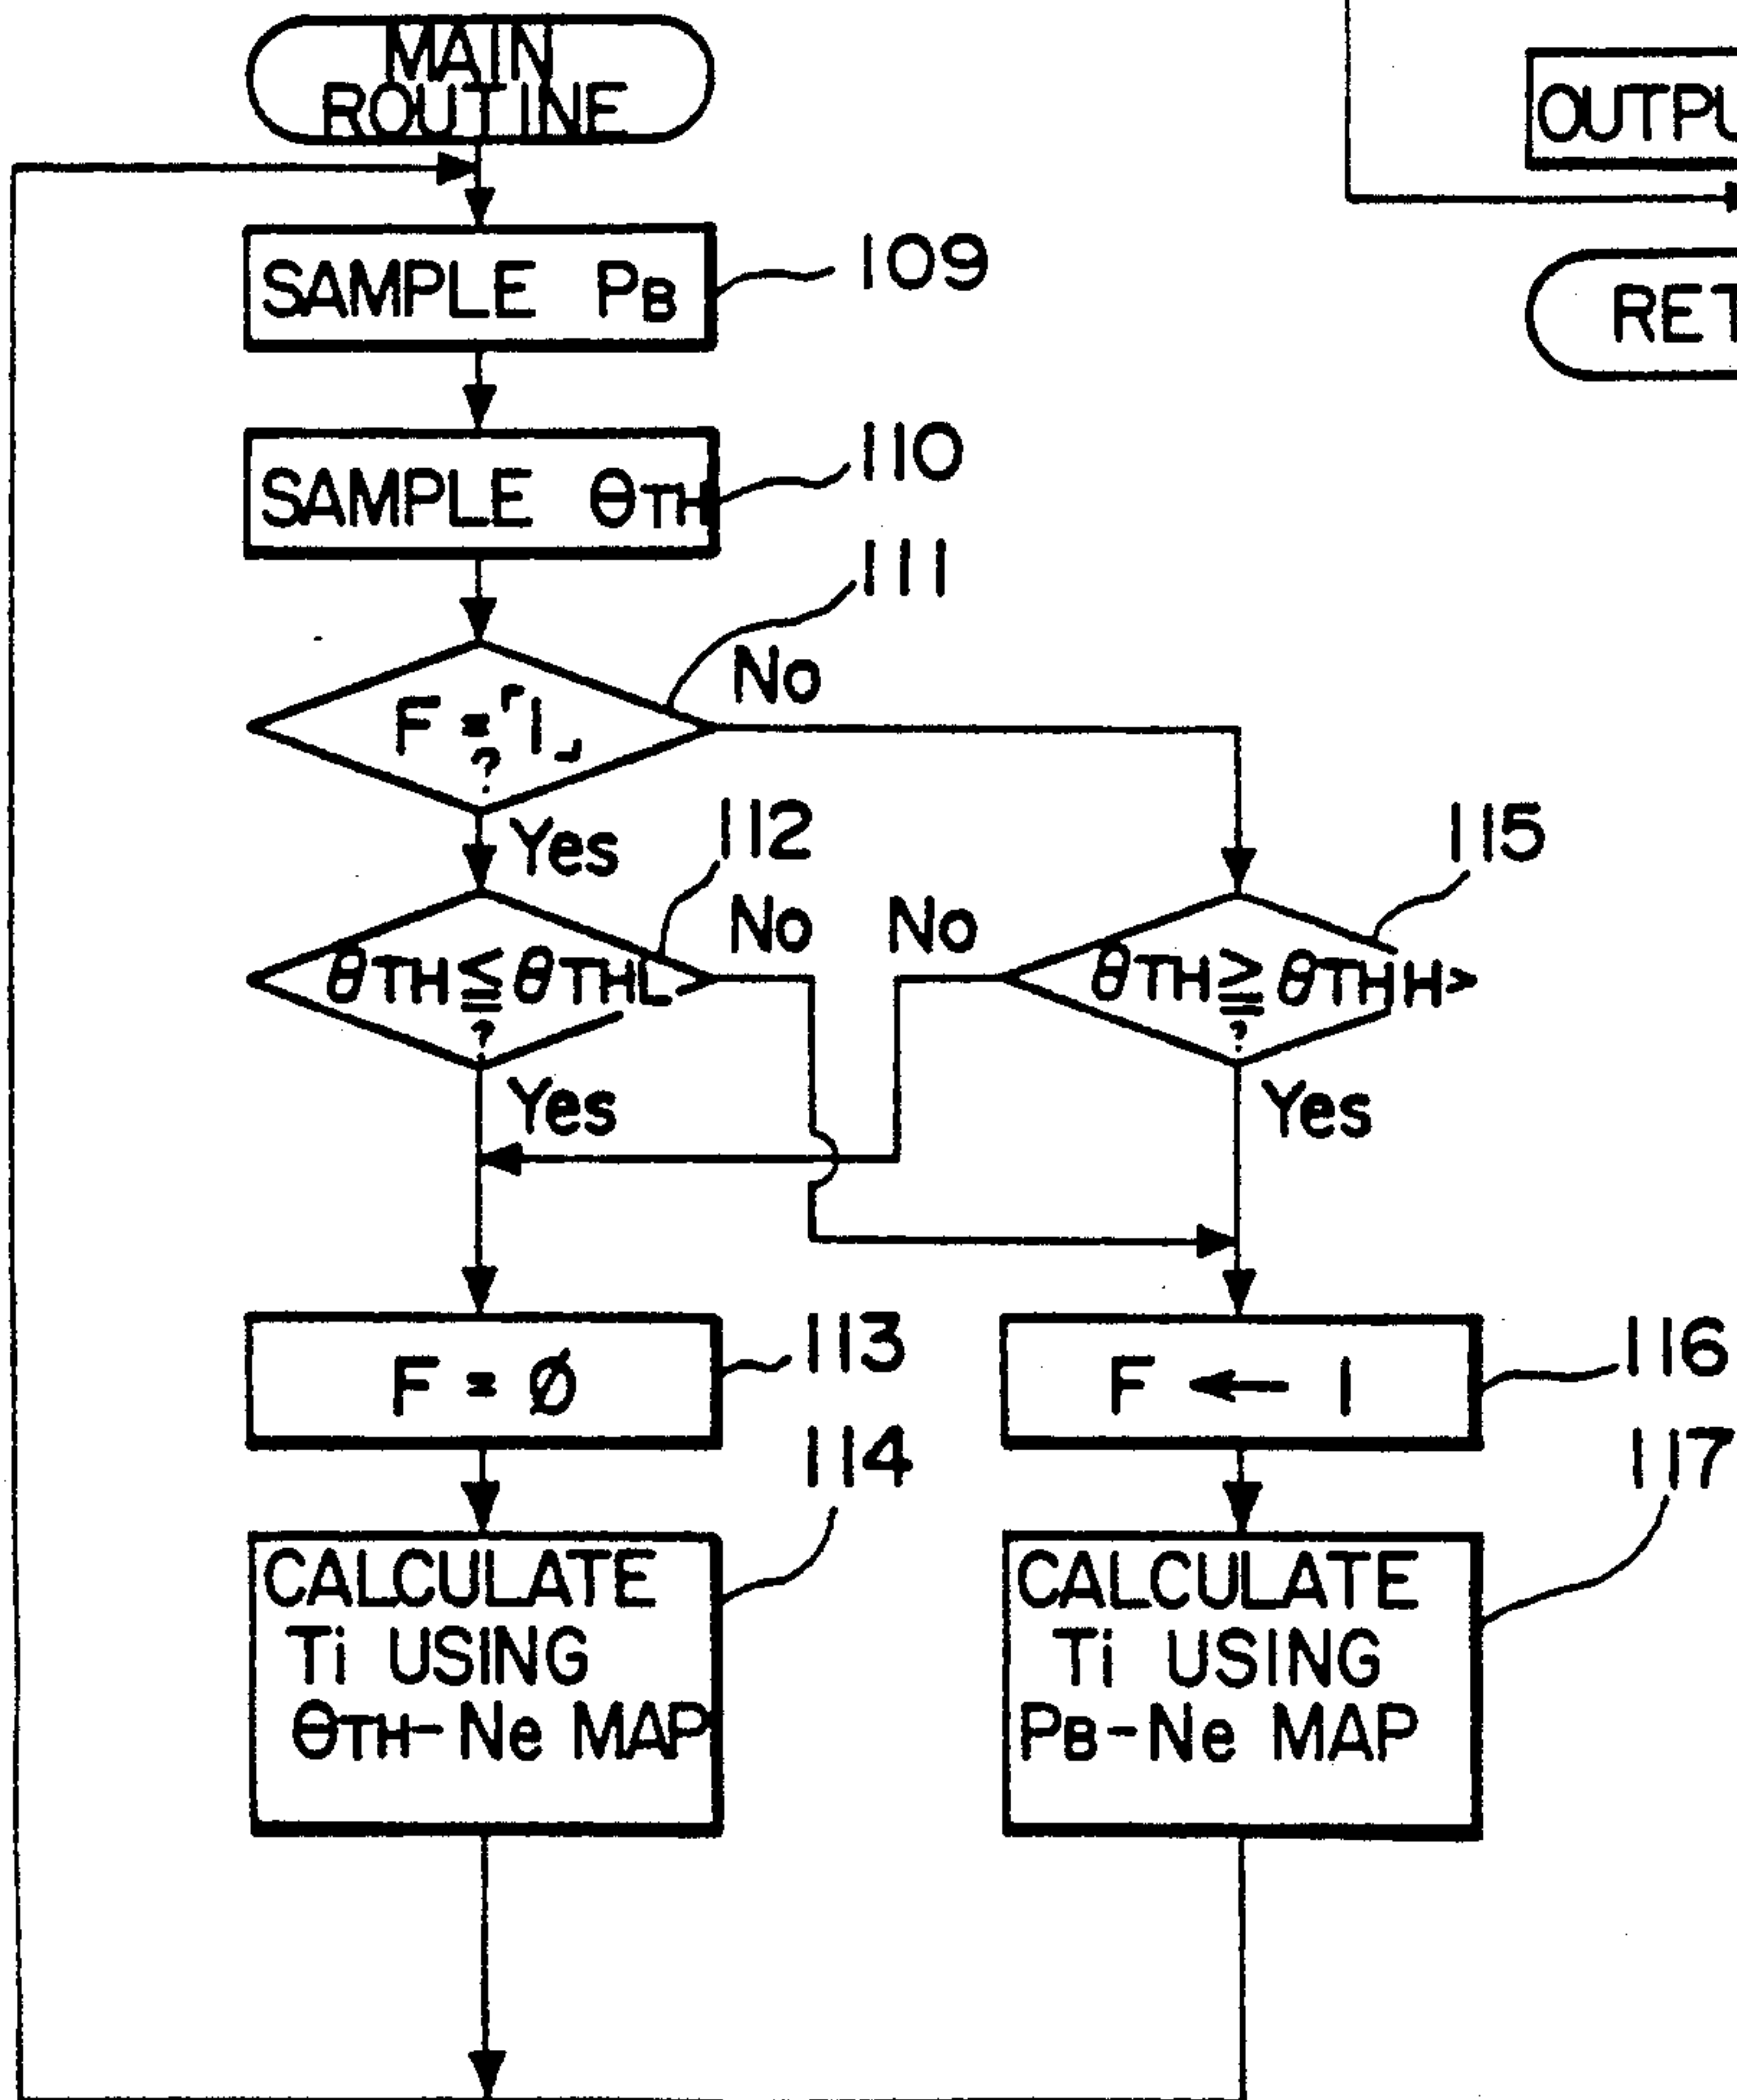 MAIN
ROUTINE
OUTPU
SAMPLE PB
109
RET
SAMPLE θTH
110
111
F =「1」
?
No
Yes
112
115
No
No
θTH≦θTHL
?
θTH≧θTHH
?
Yes
Yes
F = Ø
113
F ← 1
116
114
117
CALCULATE
Ti USING
θTH-Ne MAP
CALCULATE
Ti USING
PB-Ne MAP